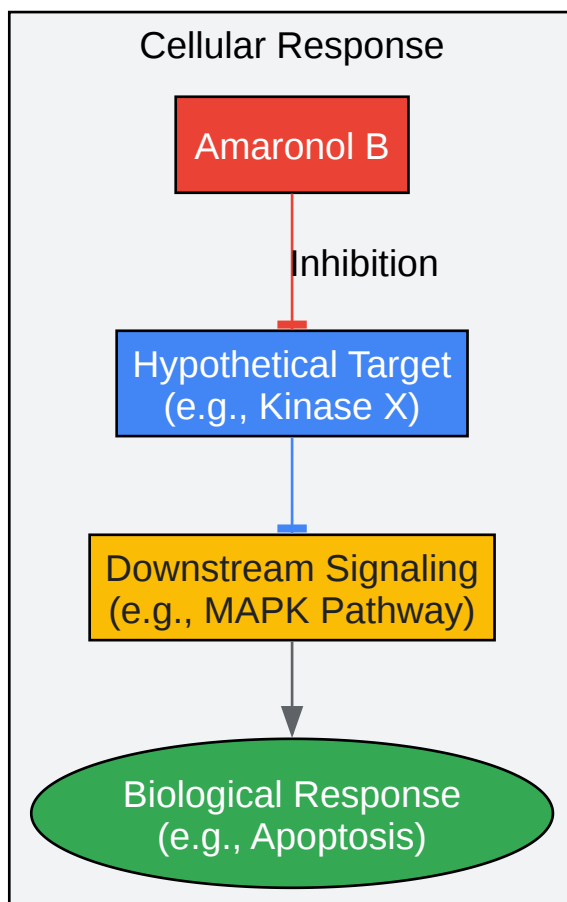 Cellular Response
Amaronol B
Inhibition
Hypothetical Target
(e.g., Kinase X)
Downstream Signaling
(e.g., MAPK Pathway)
Biological Response
(e.g., Apoptosis)